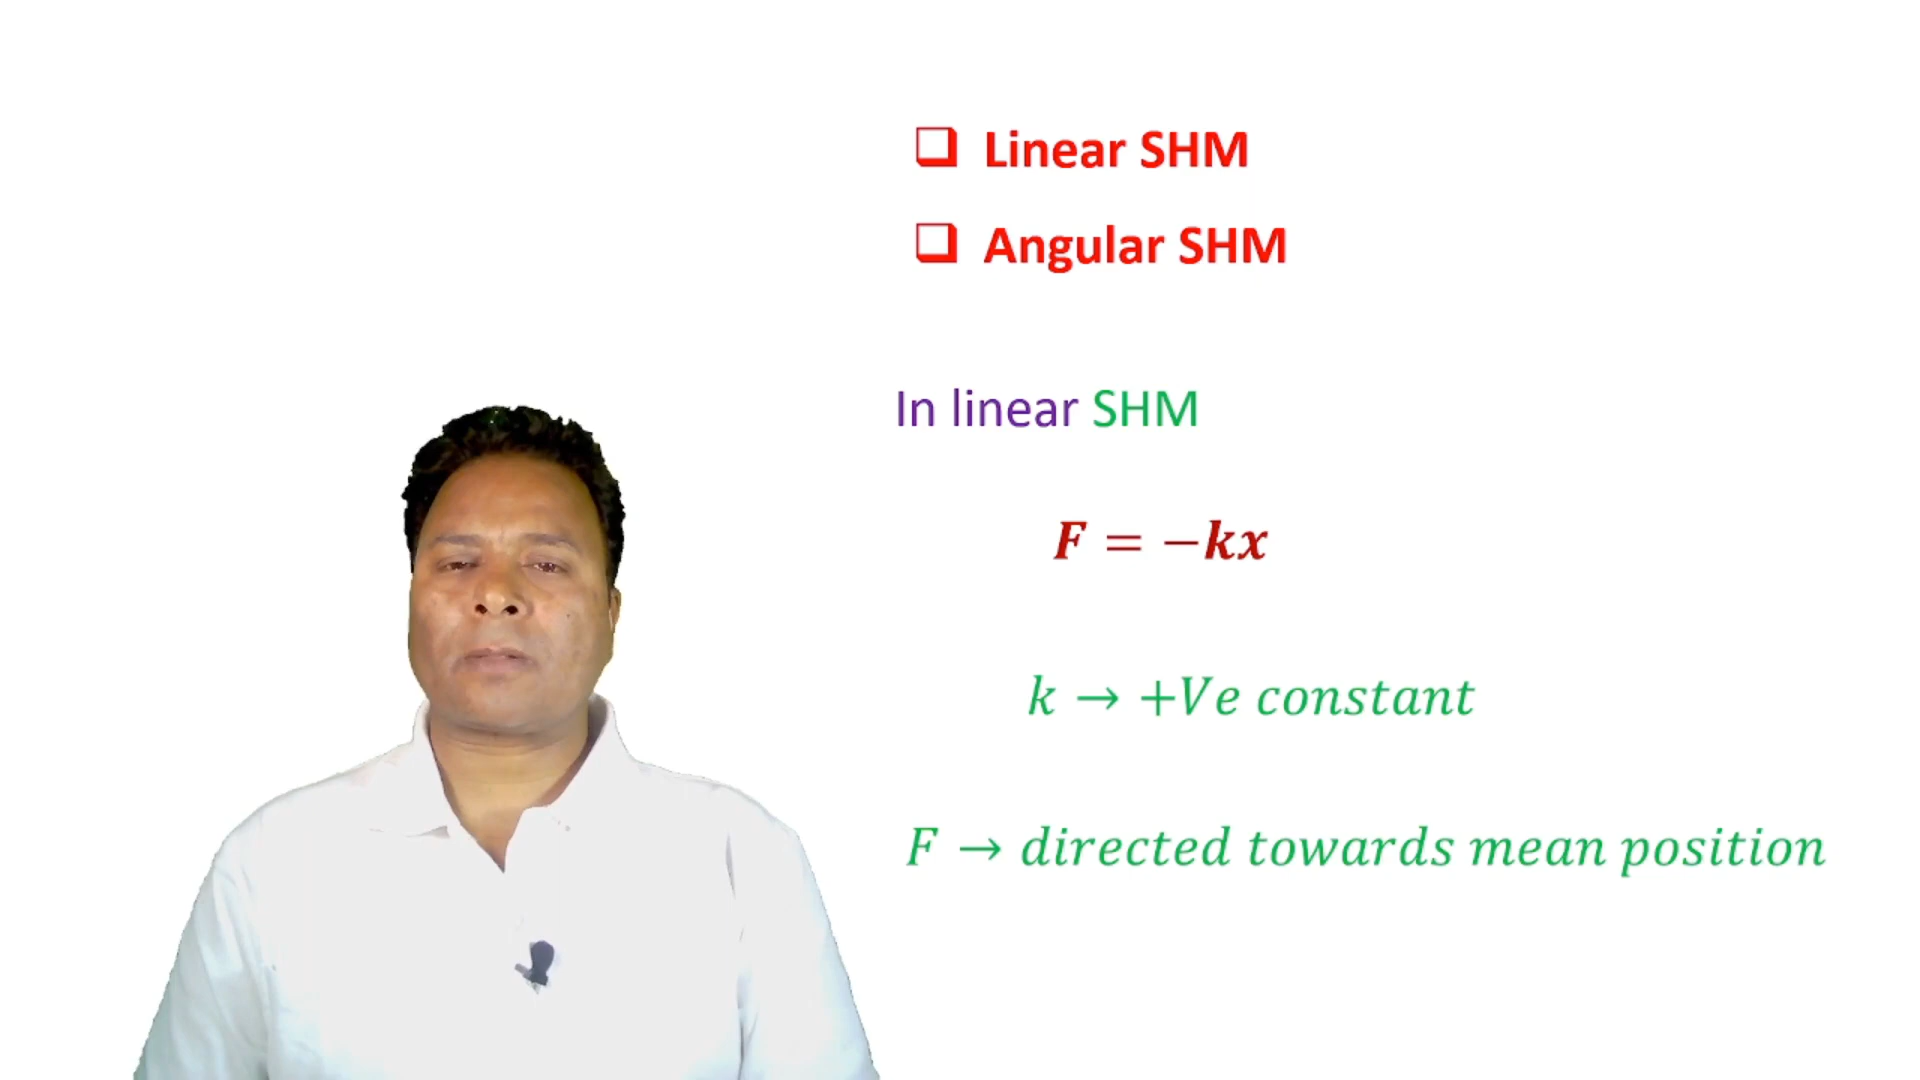 ❑ Linear SHM
❑ Angular SHM
In linear SHM
F = −kx
k → +Ve constant
F → directed towards mean position